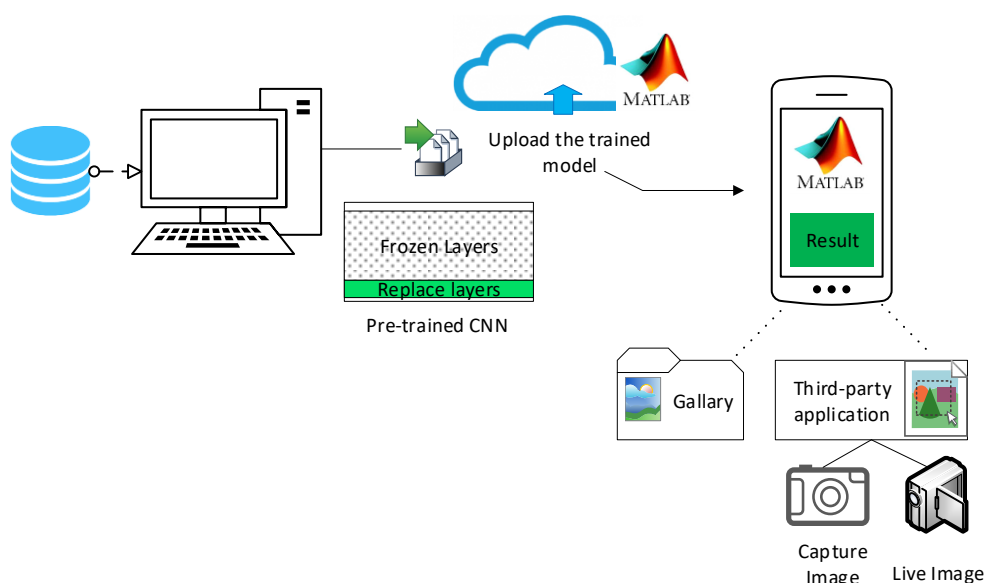 MATLAB
Upload the trained
model
MATLAB
Result
Frozen Layers
Replace layers
Pre-trained CNN
Gallary
Third-party
application
Capture
Image
Live Image